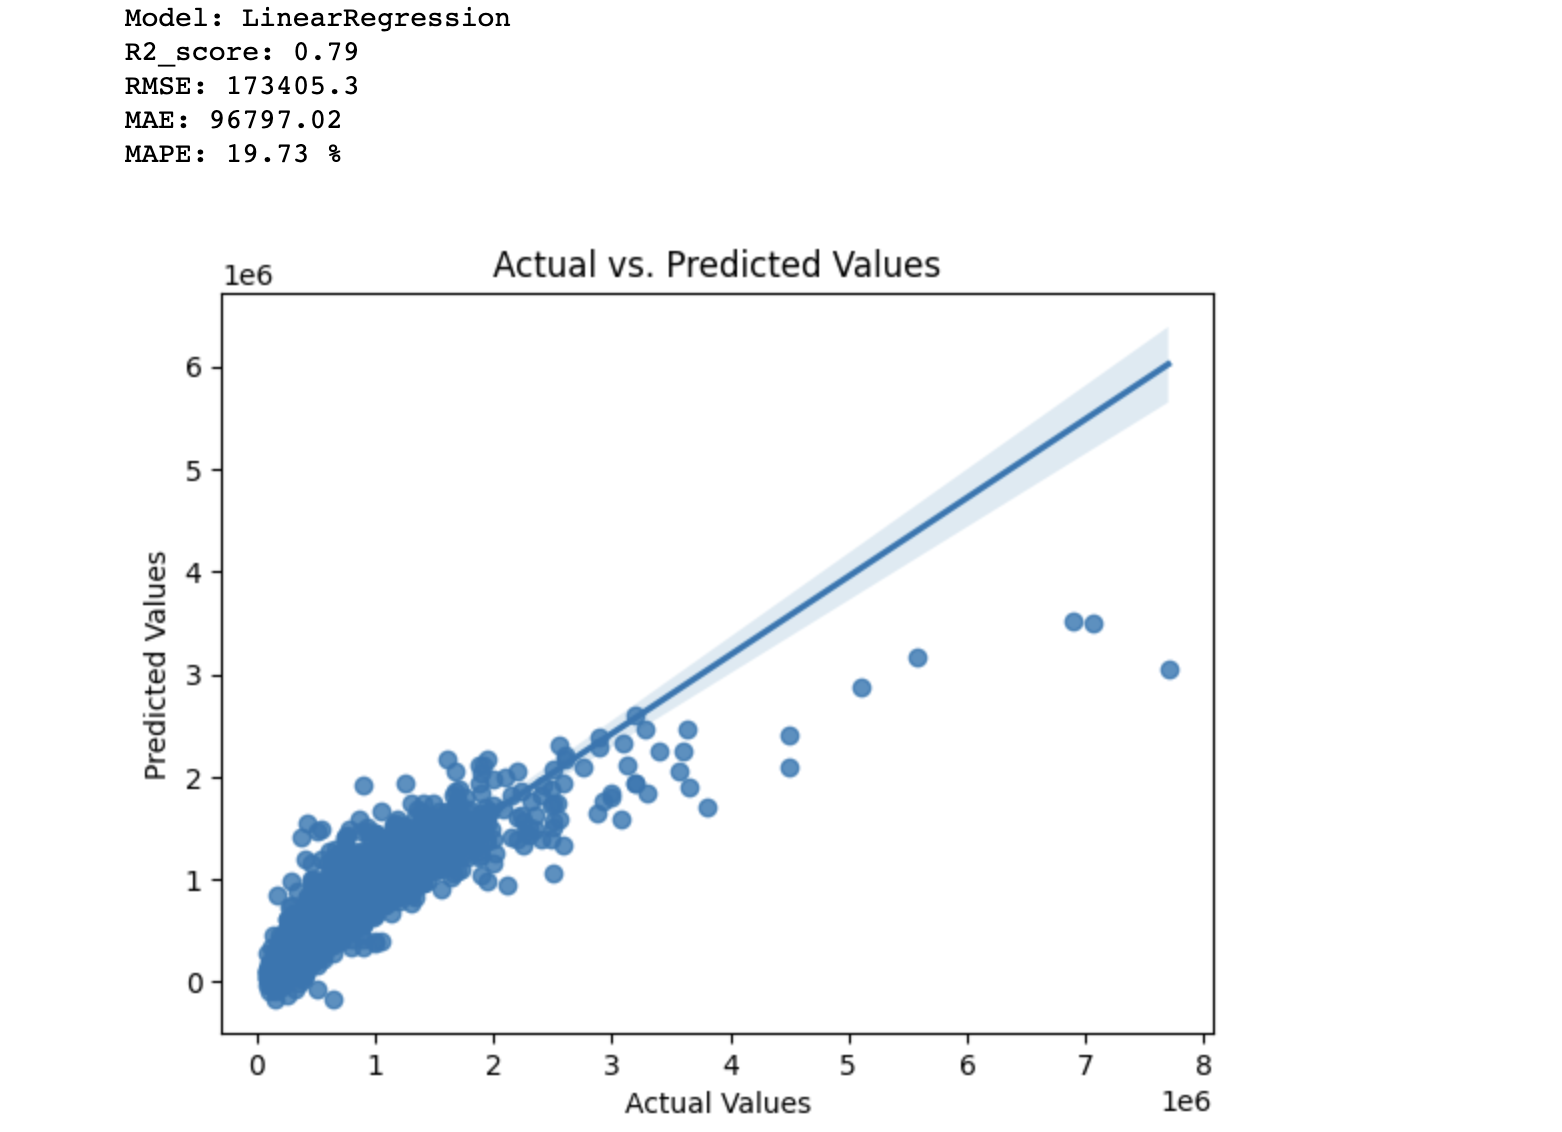 Model: LinearRegression
R2_score: 0.79
RMSE: 173405.3
MAE: 96797.02
MAPE: 19.73 %
Actual vs. Predicted Values
1e6
6
5
4
3
2
1
0
Predicted Values
0 1 2 3 4 5 6 7 8
Actual Values
1e6